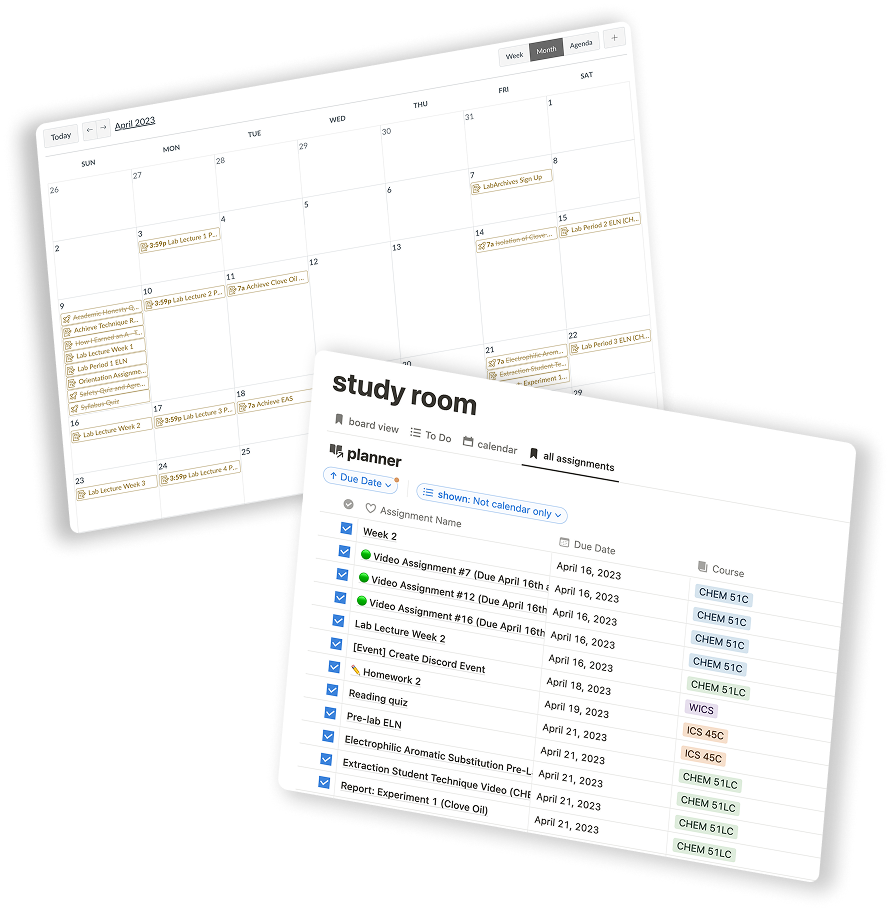 Week Month Agenda +
Today ← → April 2023
SUN MON TUE WED THU FRI SAT
26 27 28 29 30 31 1
2 3 4 5 6 7 8
3:59p Lab Lecture 1 P...
LabArchives Sign Up
9 10 11 12 13 14 15
Academic Honesty Q...
Achieve Technique R...
How I Earned an A - E...
Lab Lecture Week 1
Lab Period 1 ELN
Orientation Assignme...
Safety Quiz and Agre...
Syllabus Quiz
3:59p Lab Lecture 2 P...
7a Achieve Clove Oil ...
7a Isolation of Clove ...
Lab Period 2 ELN (CH...
16 17 18 20 21 22
Lab Lecture Week 2
3:59p Lab Lecture 3 P...
7a Achieve EAS
7a Electrophilic Arom...
Extraction Student Te...
Experiment 1...
Lab Period 3 ELN (CH...
23 24 25 29
Lab Lecture Week 3
3:59p Lab Lecture 4 P...
study room
board view To Do calendar all assignments
planner
↑ Due Date shown: Not calendar only
Assignment Name Due Date Course
Week 2 April 16, 2023 CHEM 51C
Video Assignment #7 (Due April 16th a April 16, 2023 CHEM 51C
Video Assignment #12 (Due April 16th April 16, 2023 CHEM 51C
Video Assignment #16 (Due April 16th April 16, 2023 CHEM 51C
Lab Lecture Week 2 April 16, 2023 CHEM 51LC
[Event] Create Discord Event April 18, 2023 WICS
✏️ Homework 2 April 19, 2023 ICS 45C
Reading quiz April 21, 2023 ICS 45C
Pre-lab ELN April 21, 2023 CHEM 51LC
Electrophilic Aromatic Substitution Pre-L April 21, 2023 CHEM 51LC
Extraction Student Technique Video (CHE April 21, 2023 CHEM 51LC
Report: Experiment 1 (Clove Oil) April 21, 2023 CHEM 51LC